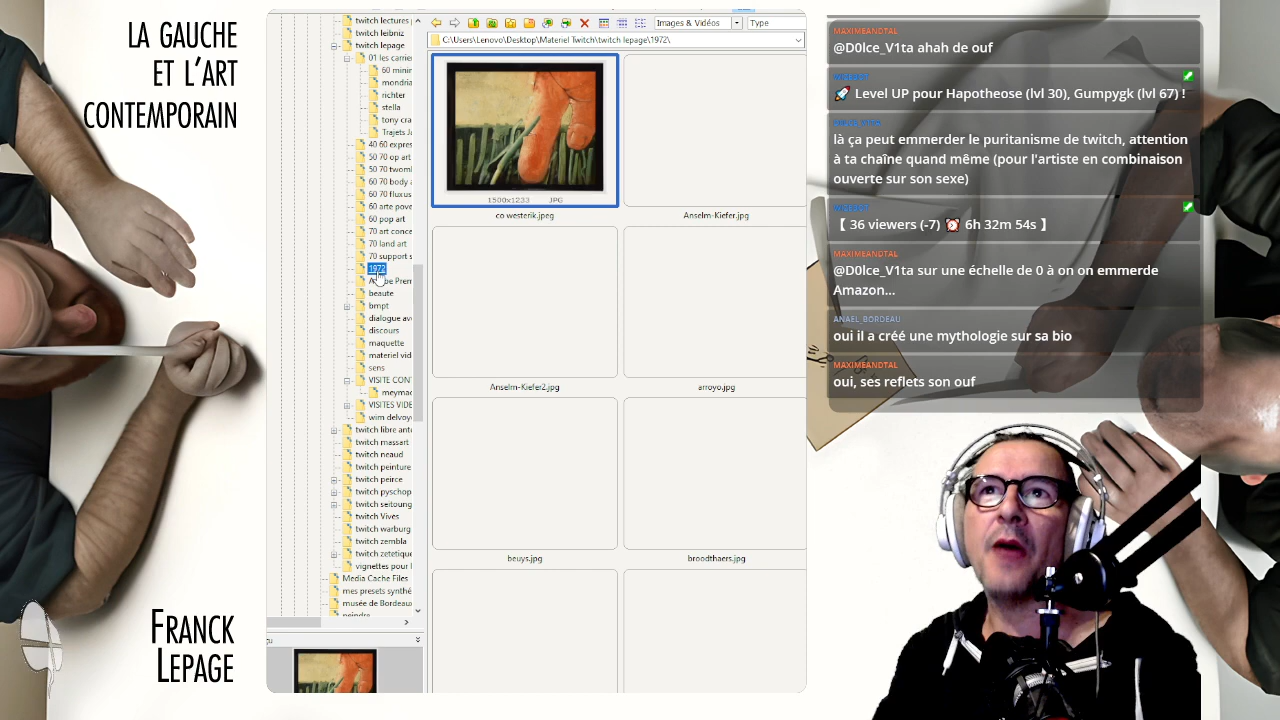 LA GAUCHE
ET L'ART
CONTEMPORAIN
FRANCK
LEPAGE
twitch lectures
twitch leibniz
twitch lepage
01 les carrie
60 minir
mondria
richter
stella
tony cra
Trajets Ja
40 60 expres
50 70 op art
50 70 twom
60 70 body a
60 70 fluxus
60 arte pove
60 pop art
70 art conce
70 land art
70 support s
1972
beaute
bmpt
dialogue ave
discours
maquette
materiel vid
sens
VISITE CON
meymac
VISITES VIDE
wim delvoy
twitch libre ant
twitch massart
twitch neaud
twitch peinture
twitch peirce
twitch pyschop
twitch seitoung
twitch Vives
twitch warburg
twitch zembla
twitch zetetique
vignettes pour l
Media Cache Files
mes presets synthé
musée de Bordeau
peindre
çu
Images & Vidéos
Type
C:\Users\Lenovo\Desktop\Materiel Twitch\twitch lepage\1972\
1500x1233 JPG
co westerik.jpeg
Anselm-Kiefer.jpg
Anselm-Kiefer2.jpg
arroyo.jpg
beuys.jpg
broodthaers.jpg
MAXIMEANDTAL
@D0lce_V1ta ahah de ouf
🚀 Level UP pour Hapotheose (lvl 30), Gumpygk (lvl 67) !
là ça peut emmerder le puritanisme de twitch, attention
à ta chaîne quand même (pour l'artiste en combinaison
ouverte sur son sexe)
【 36 viewers (-7) ⏰ 6h 32m 54s 】
MAXIMEANDTAL
@D0lce_V1ta sur une échelle de 0 à on on emmerde
Amazon...
ANAEL_BORDEAU
oui il a créé une mythologie sur sa bio
MAXIMEANDTAL
oui, ses reflets son ouf